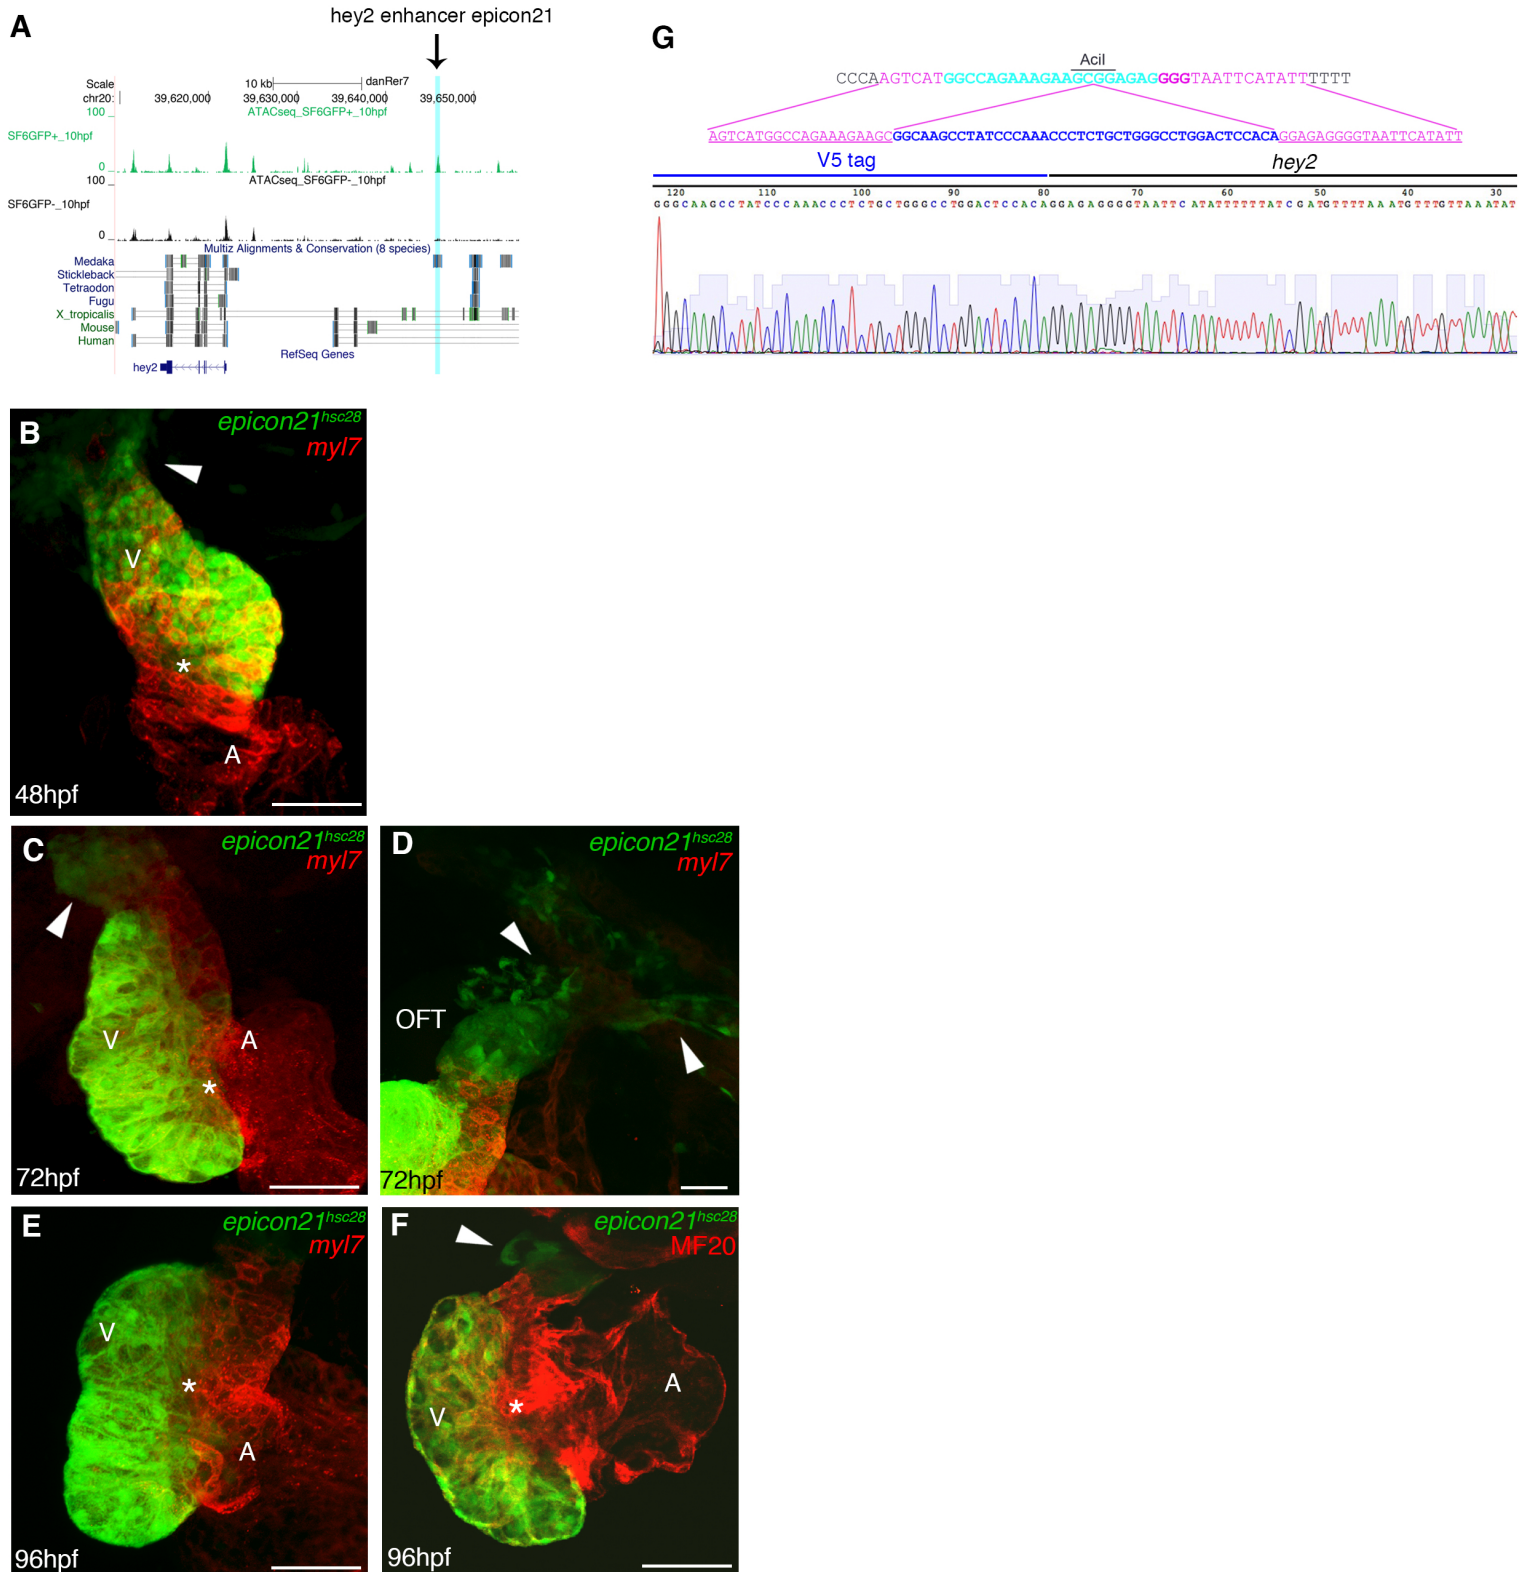 A
hey2 enhancer epicon21
Scale
10 kb
danRer7
chr20:
39,620,000
39,630,000
39,640,000
39,650,000
100 _
ATACseq_SF6GFP+_10hpf
SF6GFP+_10hpf
0
100 _
ATACseq_SF6GFP-_10hpf
SF6GFP-_10hpf
0 _
Multiz Alignments & Conservation (8 species)
Medaka
Stickleback
Tetraodon
Fugu
X_tropicalis
Mouse
Human
RefSeq Genes
hey2
G
AciI
CCCAAGTCATGGCCAGAAAGAAGCGGAGAGGGGTAATTCATATTTTTT
AGTCATGGCCAGAAAGAAGCGGCAAGCCTATCCCAAACCCTCTGCTGGGCCTGGACTCCACAGGAGAGGGGTAATTCATATT
V5 tag
hey2
120 110 100 90 80 70 60 50 40 30
GGGCAAGCCTATCCCAAACCCTCTGCTGGGCCTGGACTCCACAGGAGAGGGGTAATTCATATTTTTTATCGATGTTTTAAATGTTTGTTAAATAT
B
epicon21hsc28
myl7
V
*
A
48hpf
C
epicon21hsc28
myl7
V
A
*
72hpf
D
epicon21hsc28
myl7
OFT
72hpf
E
epicon21hsc28
myl7
V
*
A
96hpf
F
epicon21hsc28
MF20
A
V
*
96hpf